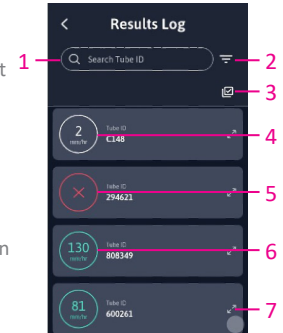 Results Log
1 Search Tube ID 2
t
3
2 mm/hr Tube ID C148 4
Tube ID 294621 5
n
130 mm/hr Tube ID 808349 6
81 mm/hr Tube ID 600261 7